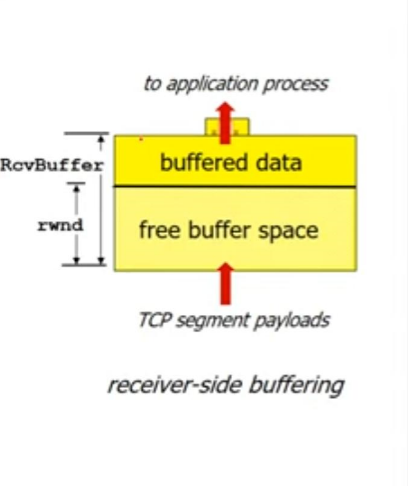 to application process
RcvBuffer
buffered data
rwnd
free buffer space
TCP segment payloads
receiver-side buffering